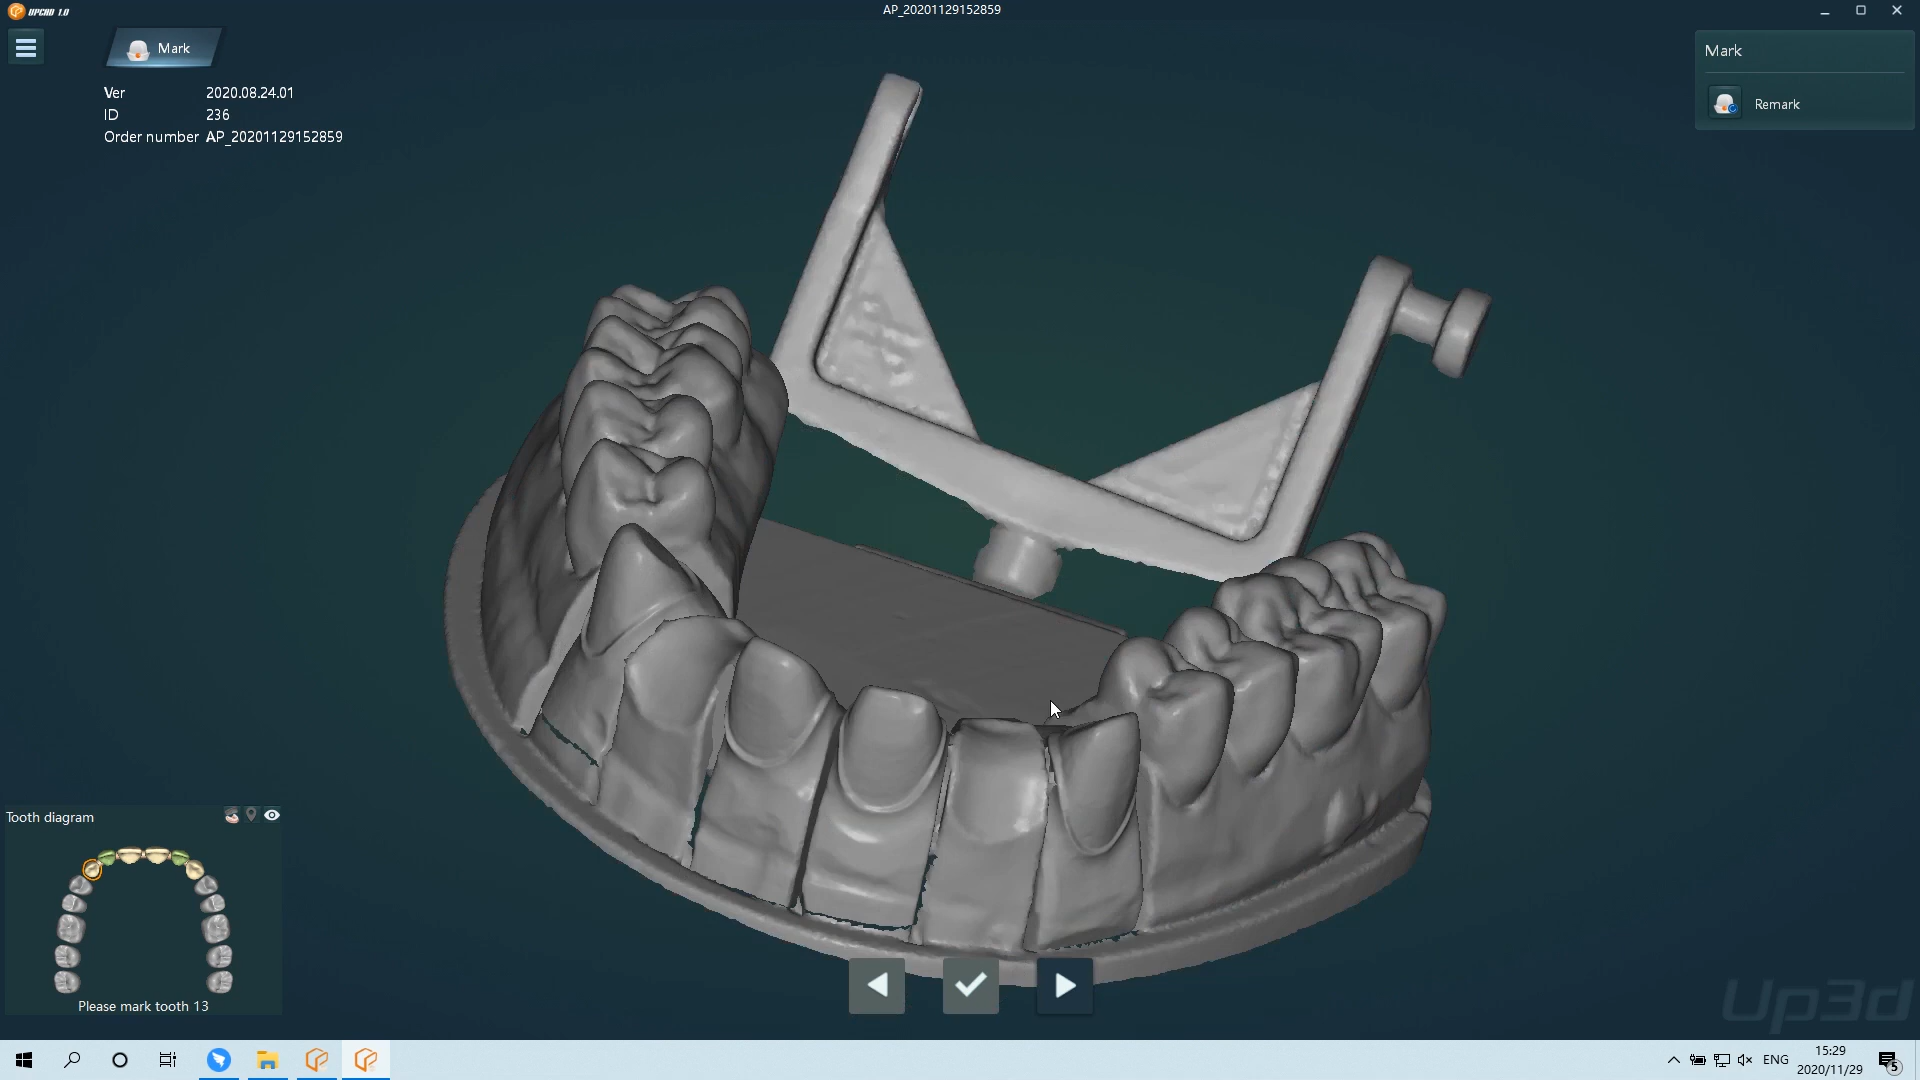 UPCAD 1.0
AP_20201129152859
Mark
Ver 2020.08.24.01
ID 236
Order number AP_20201129152859
Mark
Remark
Tooth diagram
Please mark tooth 13
Up3d
ENG
15:29
2020/11/29
5